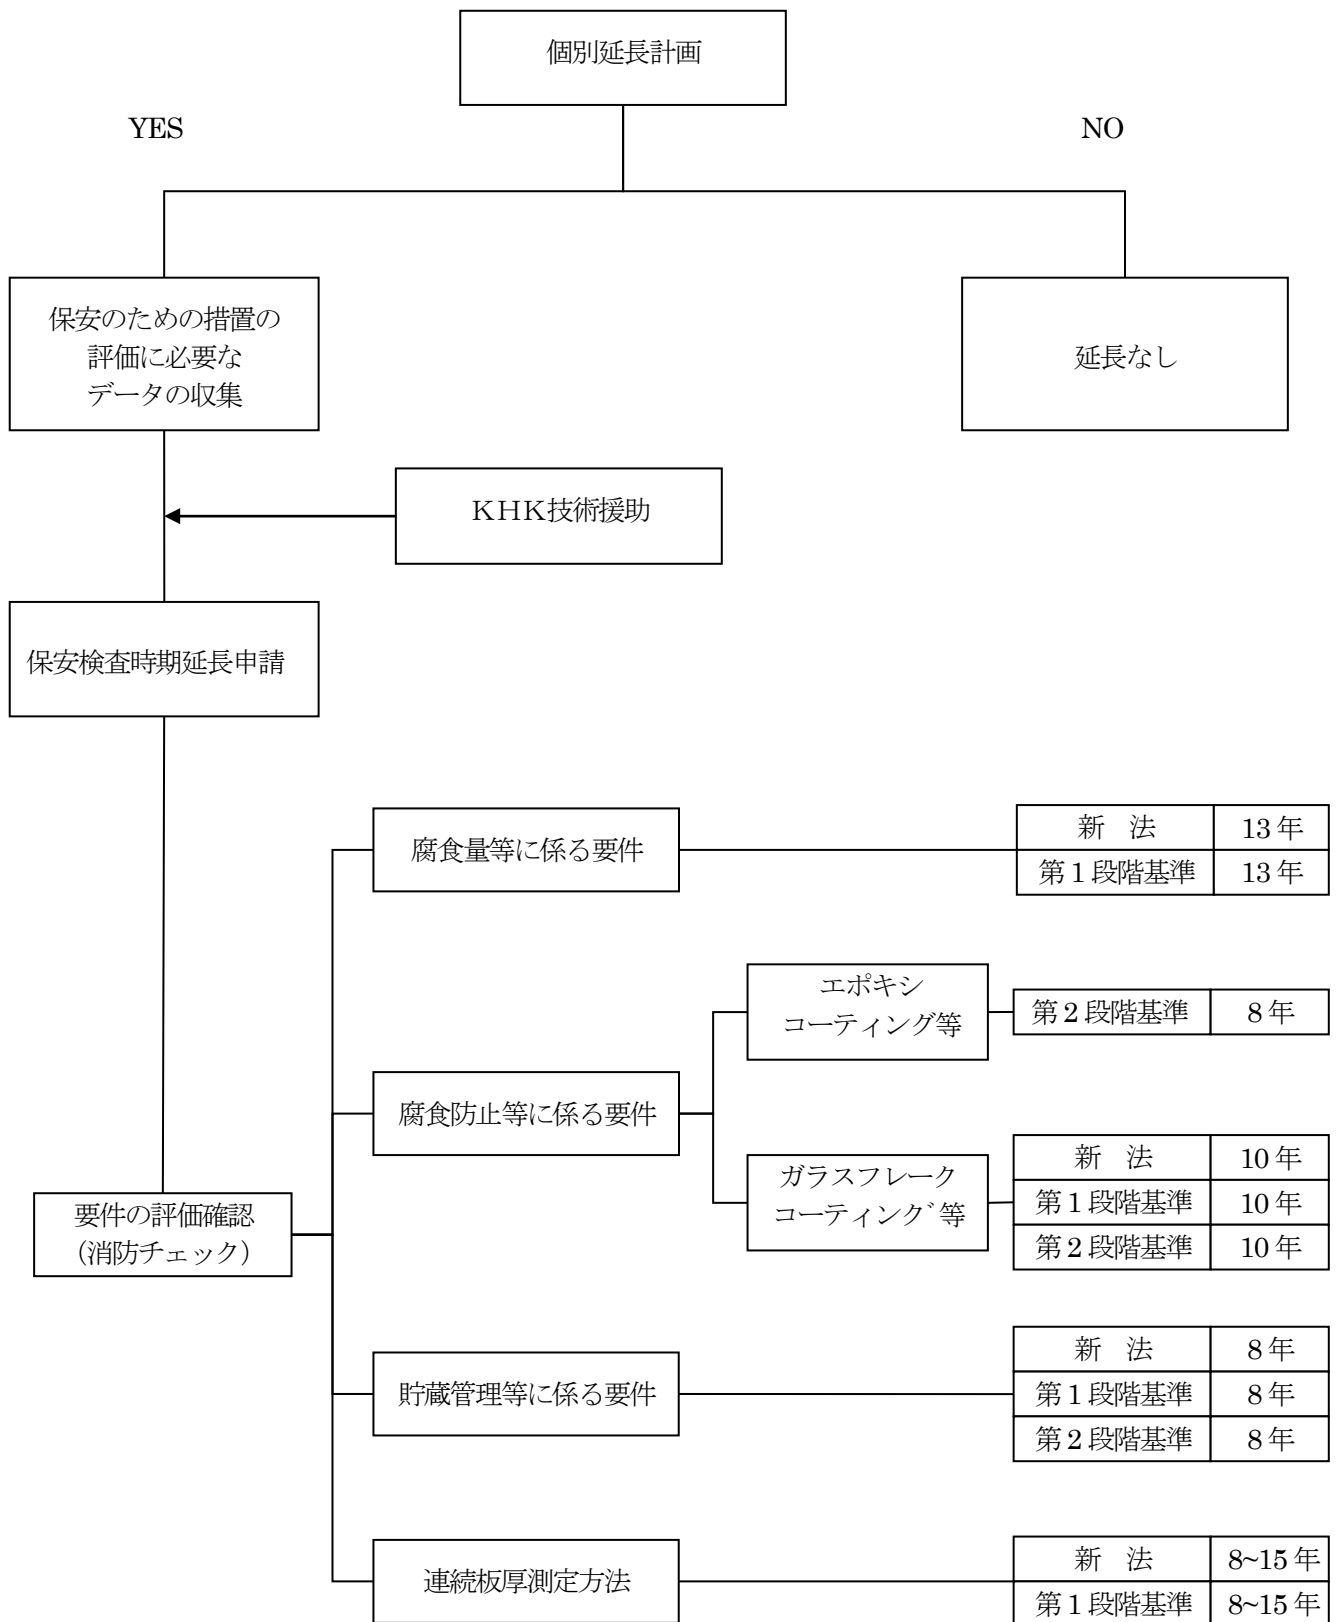 個別延長計画
YES
NO
保安のための措置の
評価に必要な
データの収集
延長なし
ＫＨＫ技術援助
保安検査時期延長申請
腐食量等に係る要件
新　法 13年
第１段階基準 13年
エポキシ
コーティング等
第２段階基準 8年
腐食防止等に係る要件
ガラスフレーク
コーティンク゛等
新　法 10年
第１段階基準 10年
第２段階基準 10年
要件の評価確認
（消防チェック）
貯蔵管理等に係る要件
新　法 8年
第１段階基準 8年
第２段階基準 8年
連続板厚測定方法
新　法 8~15年
第１段階基準 8~15年